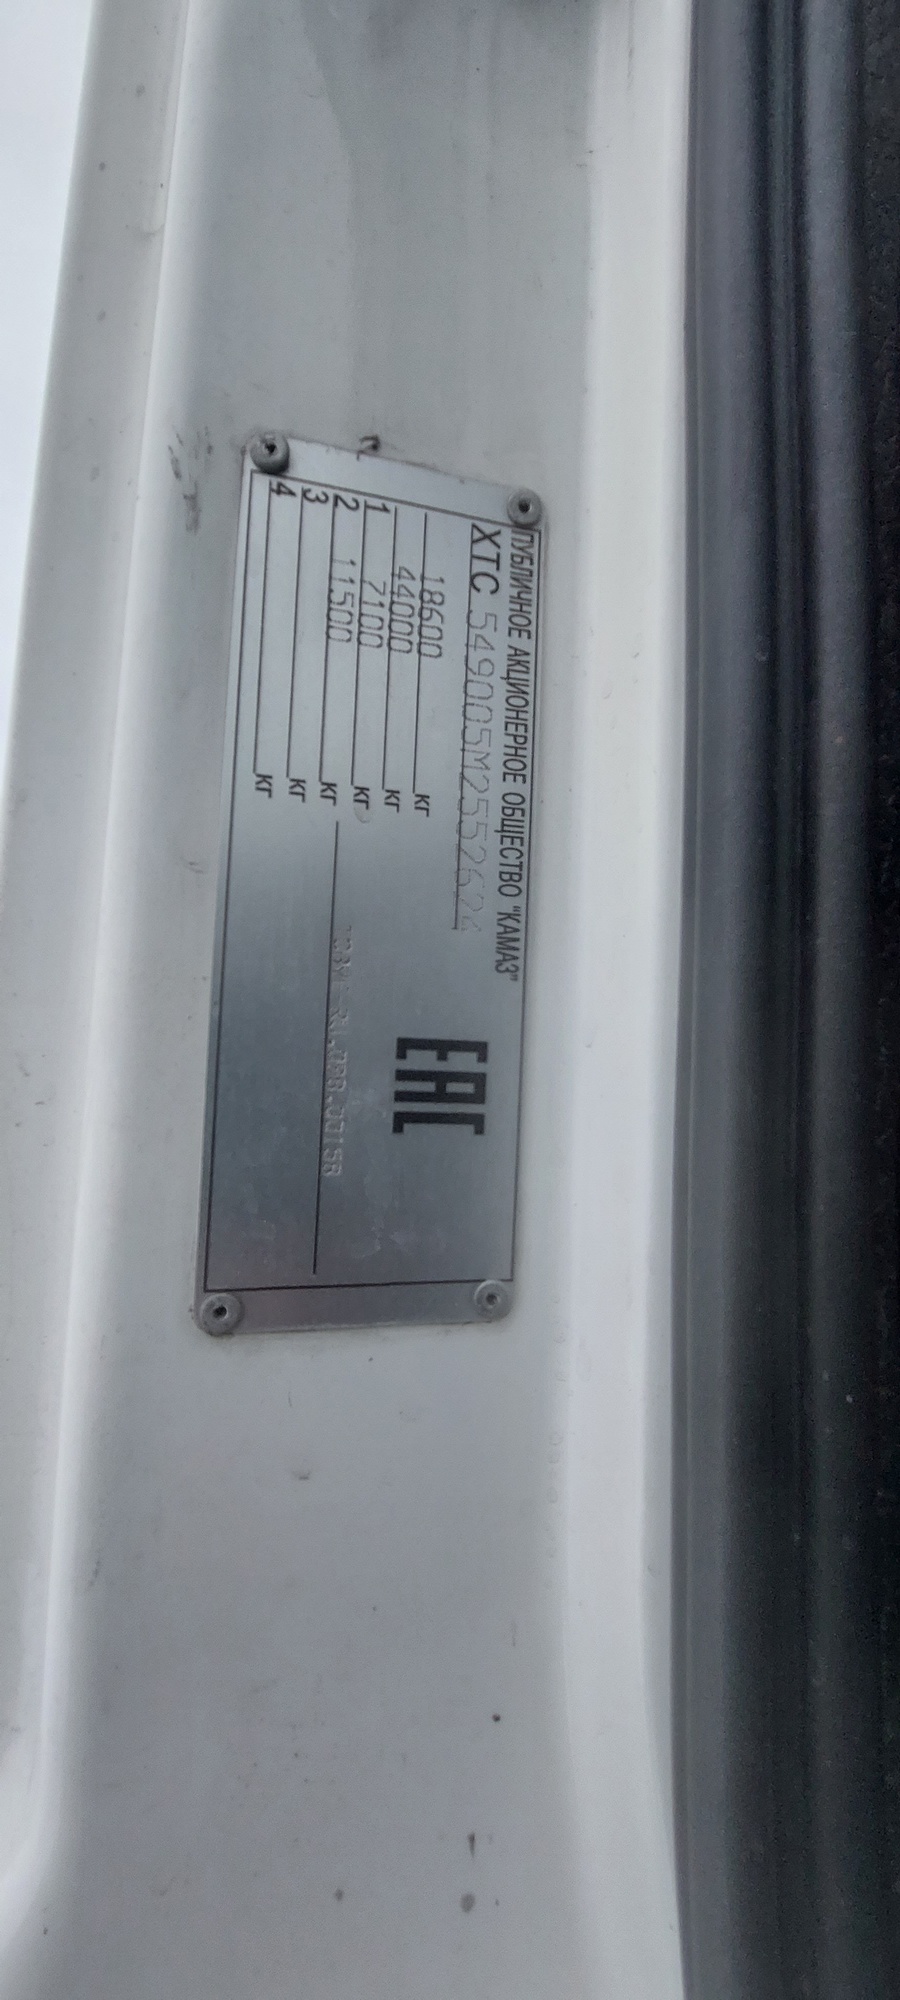 ПУБЛИЧНОЕ АКЦИОНЕРНОЕ ОБЩЕСТВО "КАМАЗ"
XTC 549005M2552624
18600 кг
44000 кг
1 7100 кг
2 11500 кг
3 кг
4 кг
EAC